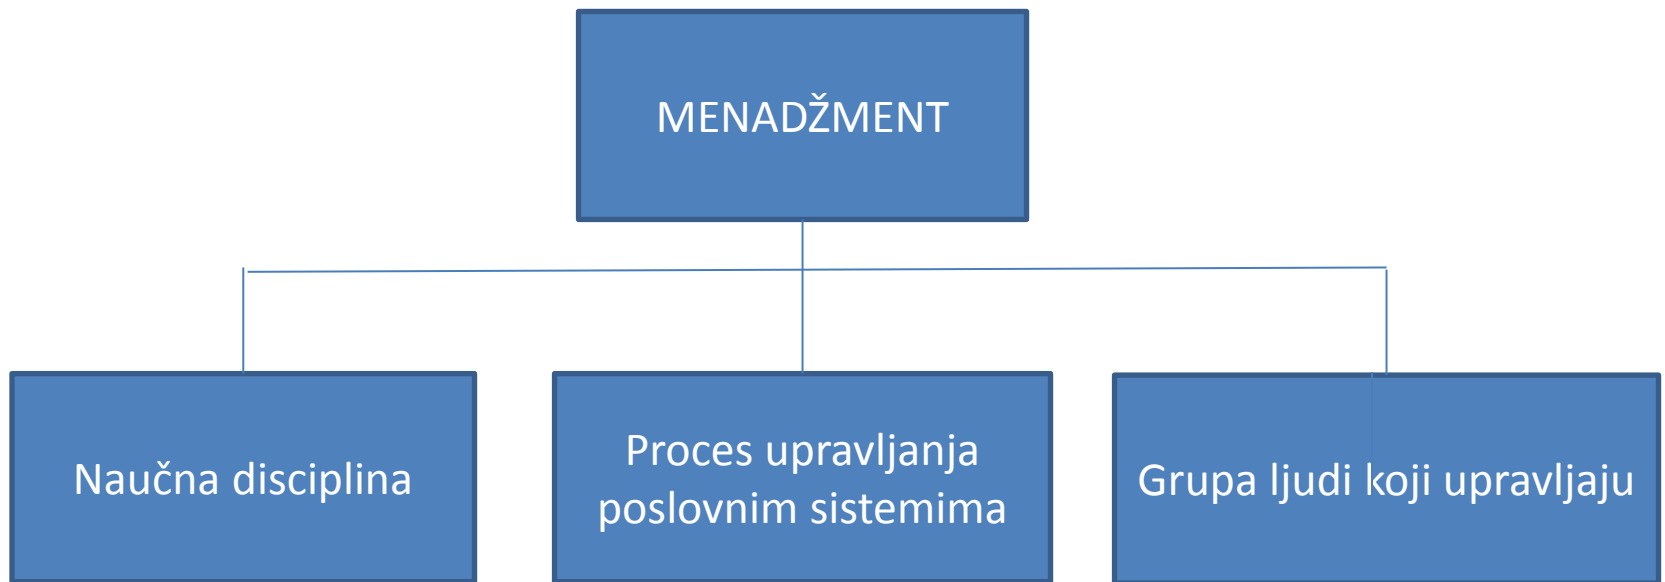 MENADŽMENT
Naučna disciplina
Proces upravljanja
poslovnim sistemima
Grupa ljudi koji upravljaju